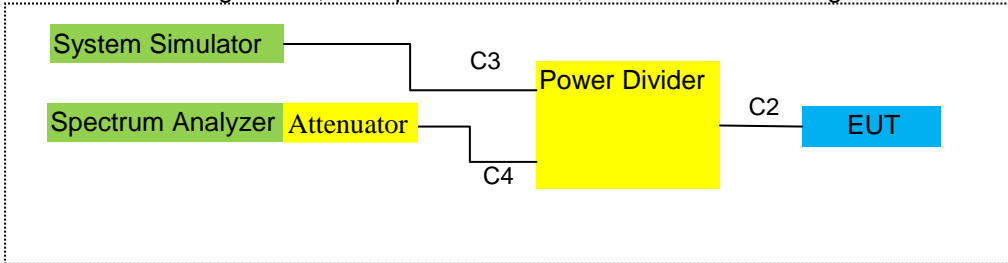 System Simulator
C3
Power Divider
C2
Spectrum Analyzer Attenuator
EUT
C4